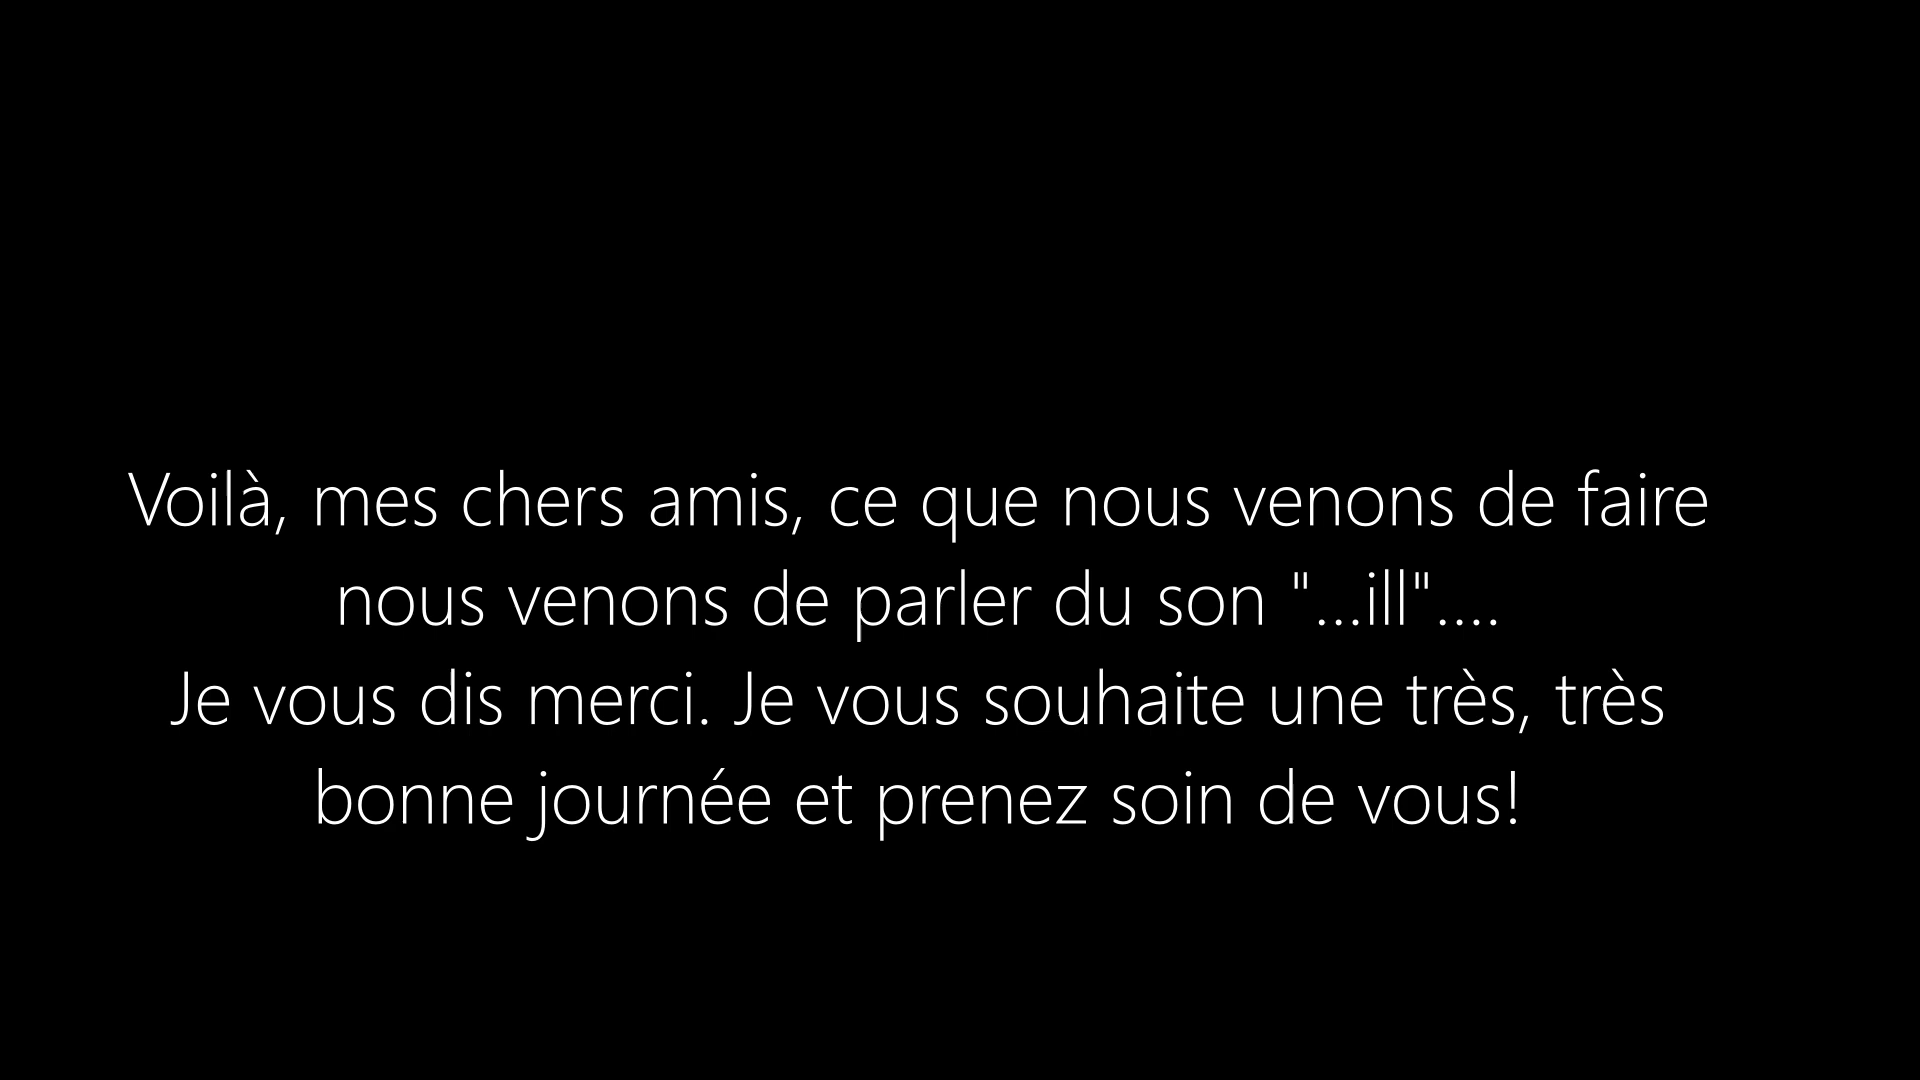 Voilà, mes chers amis, ce que nous venons de faire
nous venons de parler du son "...ill"....
Je vous dis merci. Je vous souhaite une très, très
bonne journée et prenez soin de vous!